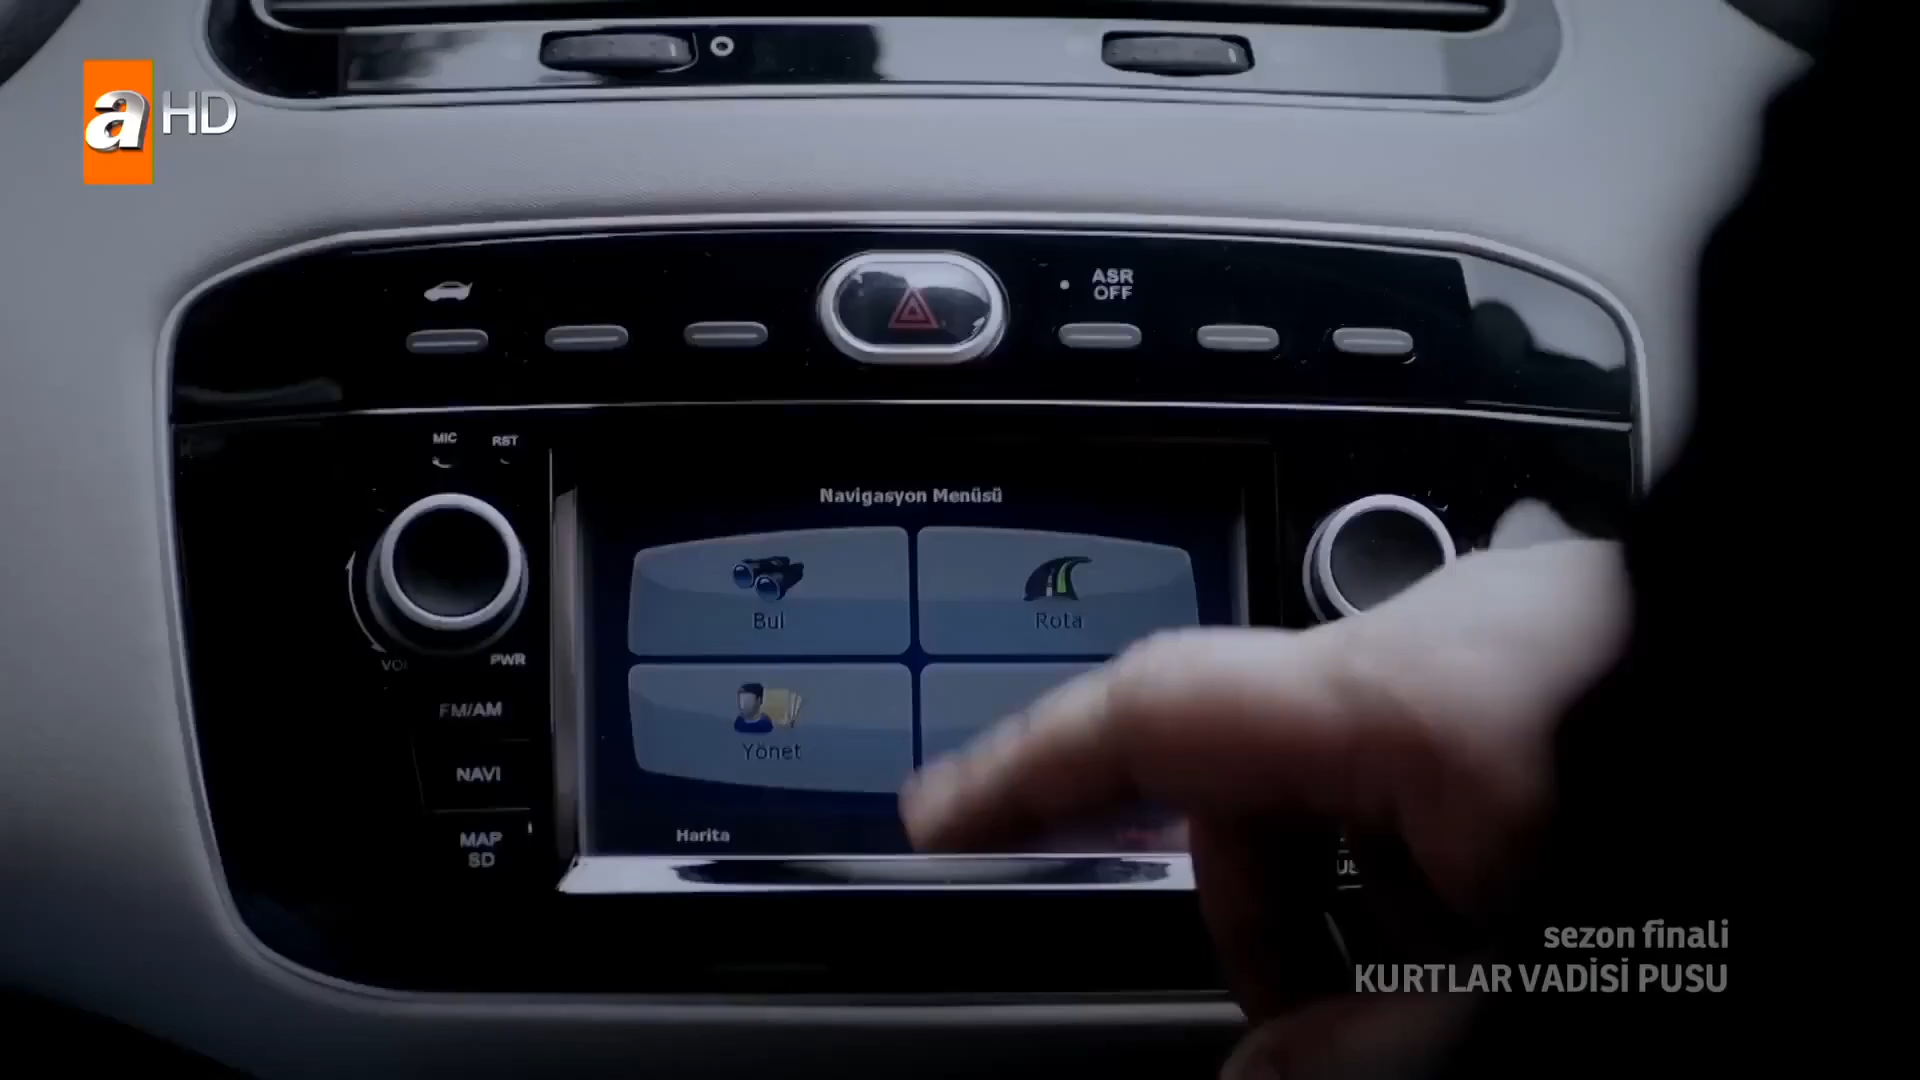 a HD
ASR
OFF
MIC RST
Navigasyon Menüsü
Bul
Rota
VOL PWR
FM/AM
Yönet
NAVI
Harita
MAP
SD
sezon finali
KURTLAR VADİSİ PUSU